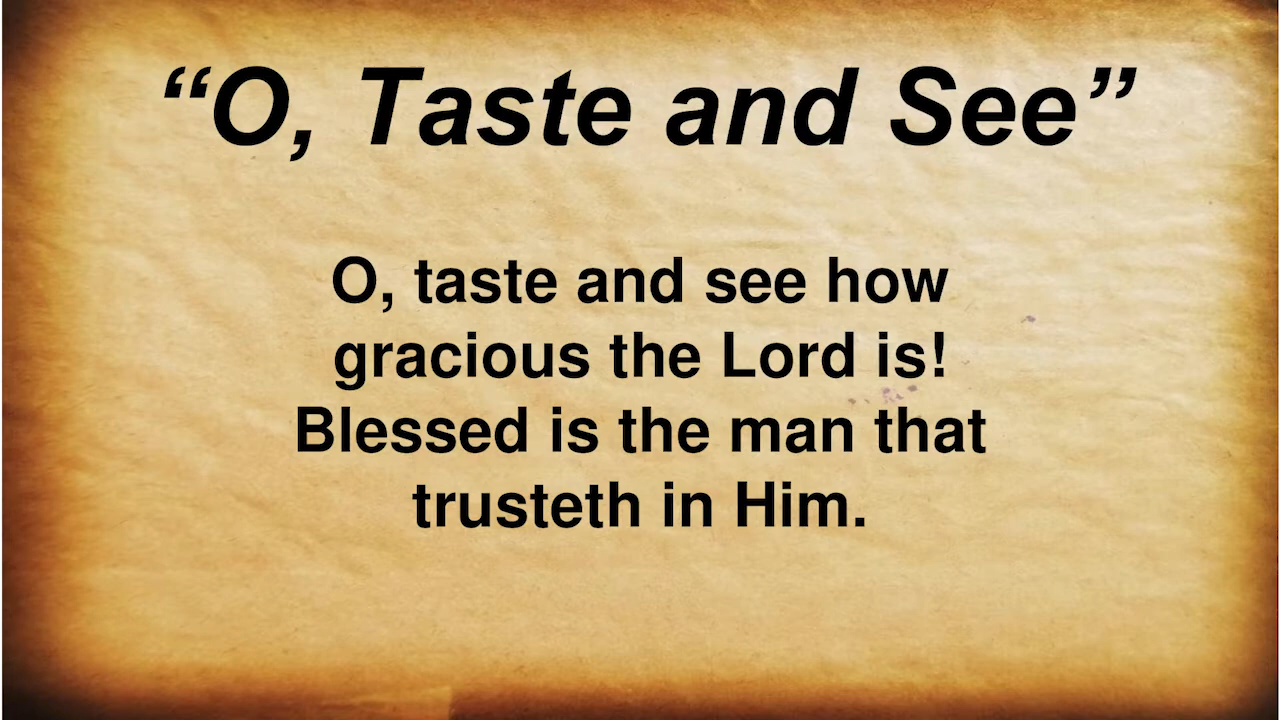 “O, Taste and See”
O, taste and see how
gracious the Lord is!
Blessed is the man that
trusteth in Him.